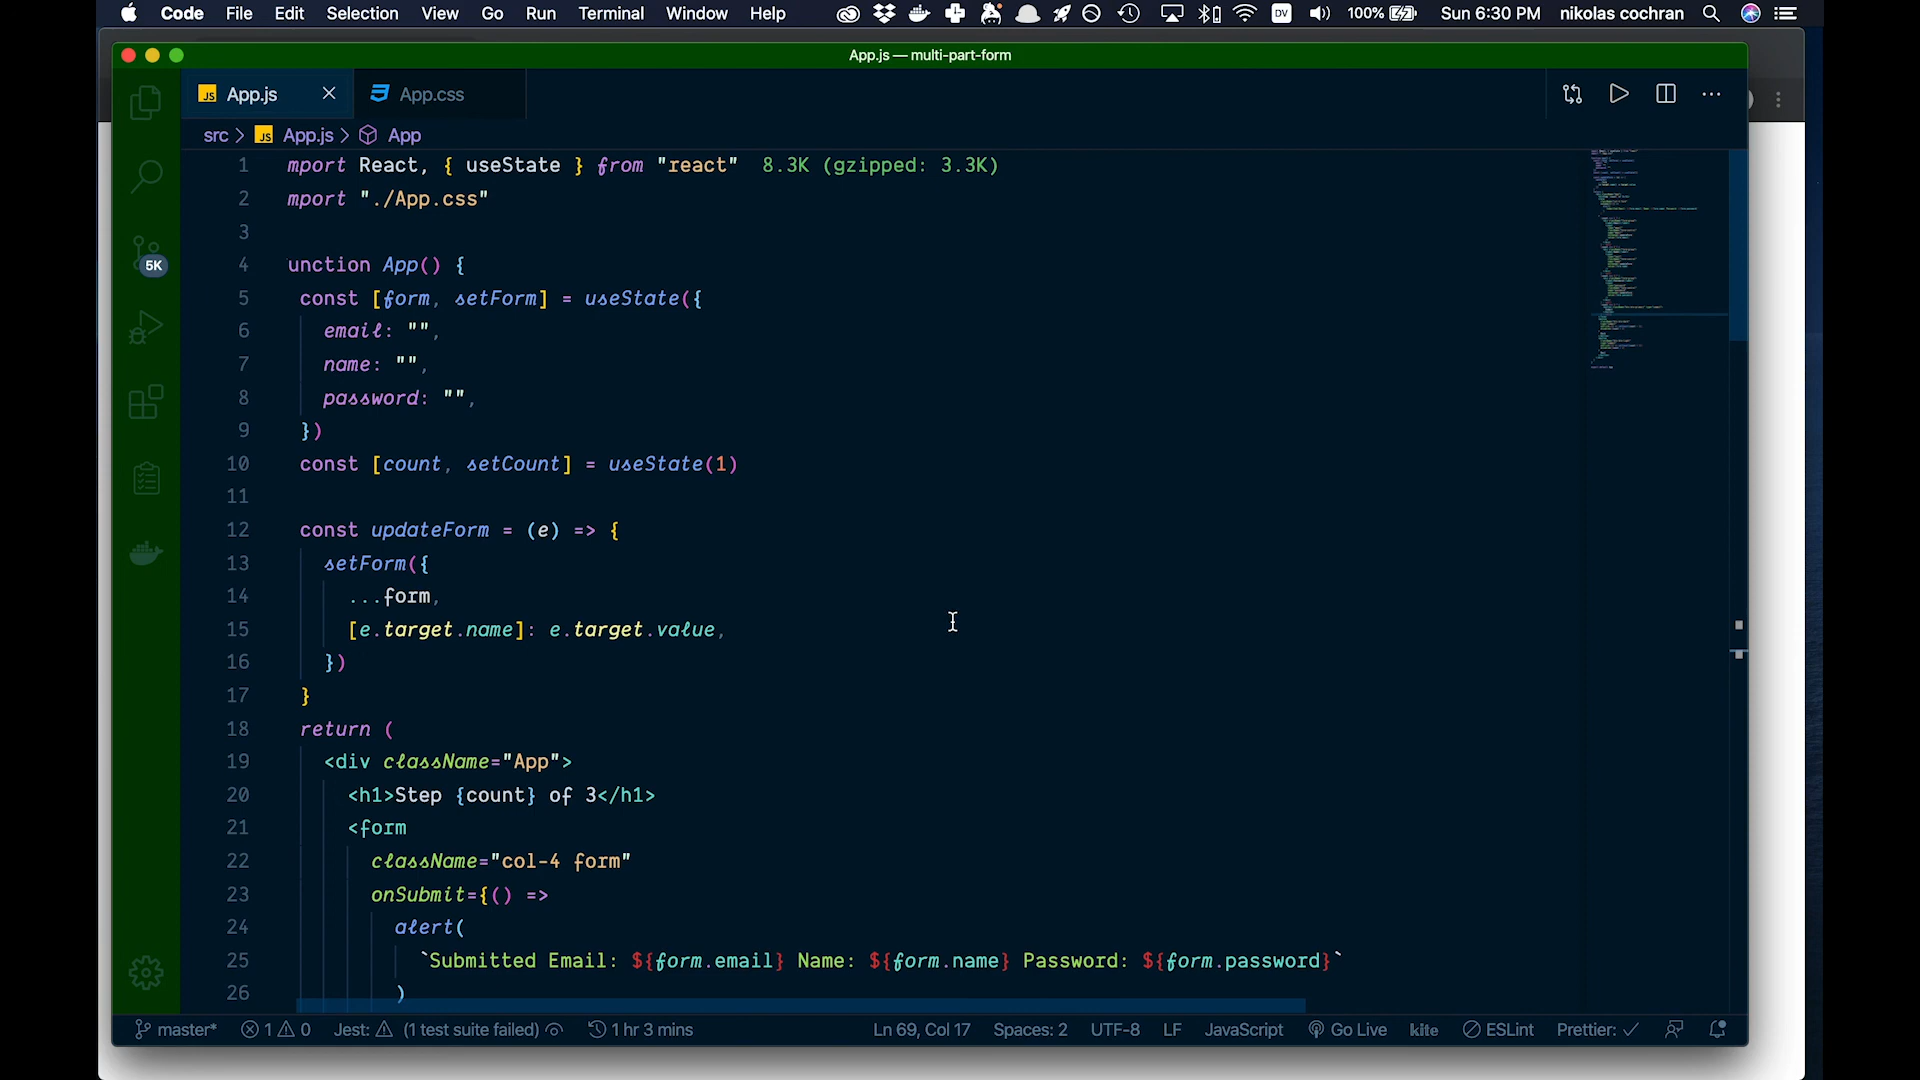 Code File Edit Selection View Go Run Terminal Window Help DV 100% Sun 6:30 PM nikolas cochran
App.js — multi-part-form
JS App.js App.css
src > JS App.js > App
1 mport React, { useState } from "react" 8.3K (gzipped: 3.3K)
2 mport "./App.css"
3
4 unction App() {
5 const [form, setForm] = useState({
6 email: "",
7 name: "",
8 password: "",
9 })
10 const [count, setCount] = useState(1)
11
12 const updateForm = (e) => {
13 setForm({
14 ...form,
15 [e.target.name]: e.target.value,
16 })
17 }
18 return (
19 <div className="App">
20 <h1>Step {count} of 3</h1>
21 <form
22 className="col-4 form"
23 onSubmit={() =>
24 alert(
25 `Submitted Email: ${form.email} Name: ${form.name} Password: ${form.password}`
26 )
5K
master* 1 0 Jest: (1 test suite failed) 1 hr 3 mins Ln 69, Col 17 Spaces: 2 UTF-8 LF JavaScript Go Live kite ESLint Prettier: ✓